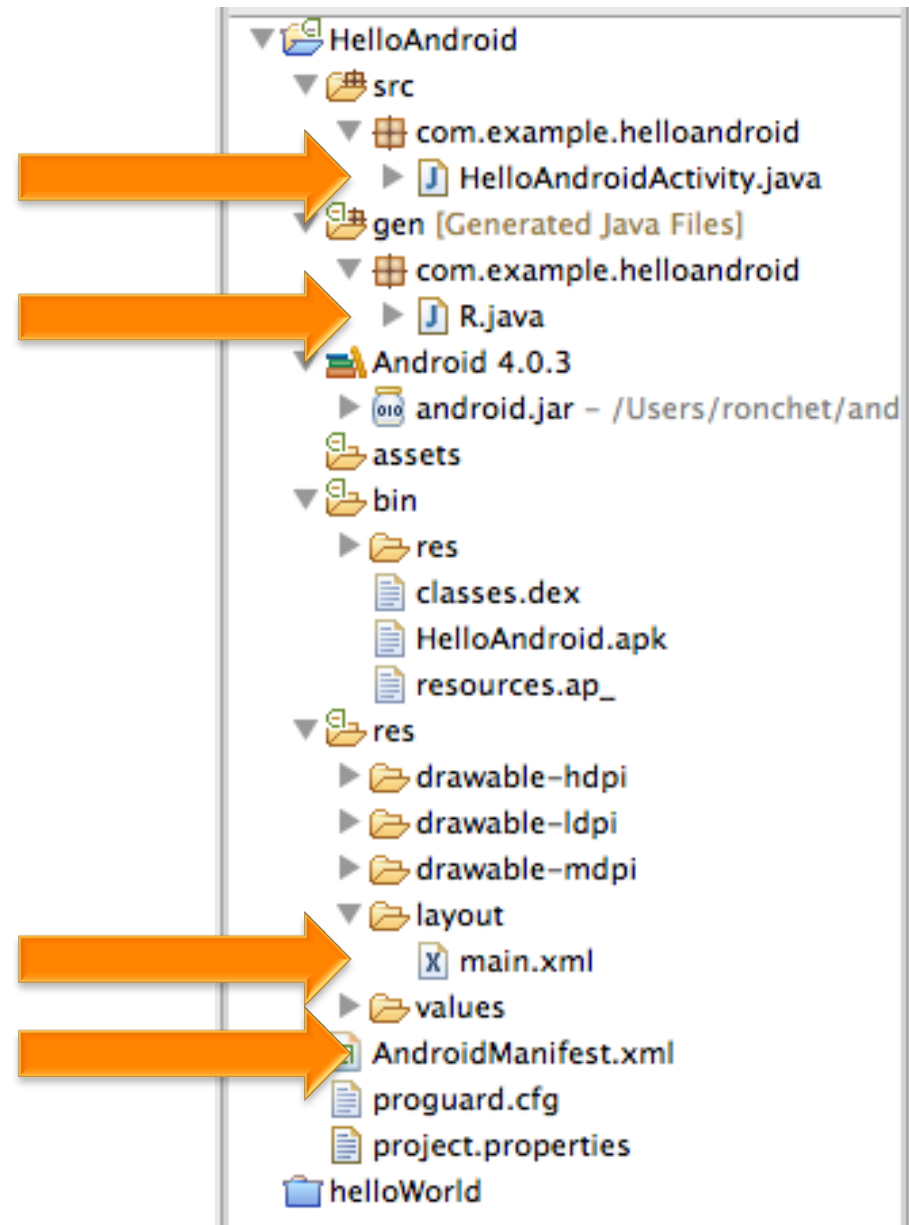 HelloAndroid
src
com.example.helloandroid
HelloAndroidActivity.java
gen [Generated Java Files]
com.example.helloandroid
R.java
Android 4.0.3
android.jar – /Users/ronchet/and
assets
bin
res
classes.dex
HelloAndroid.apk
resources.ap_
res
drawable-hdpi
drawable-ldpi
drawable-mdpi
layout
main.xml
values
AndroidManifest.xml
proguard.cfg
project.properties
helloWorld